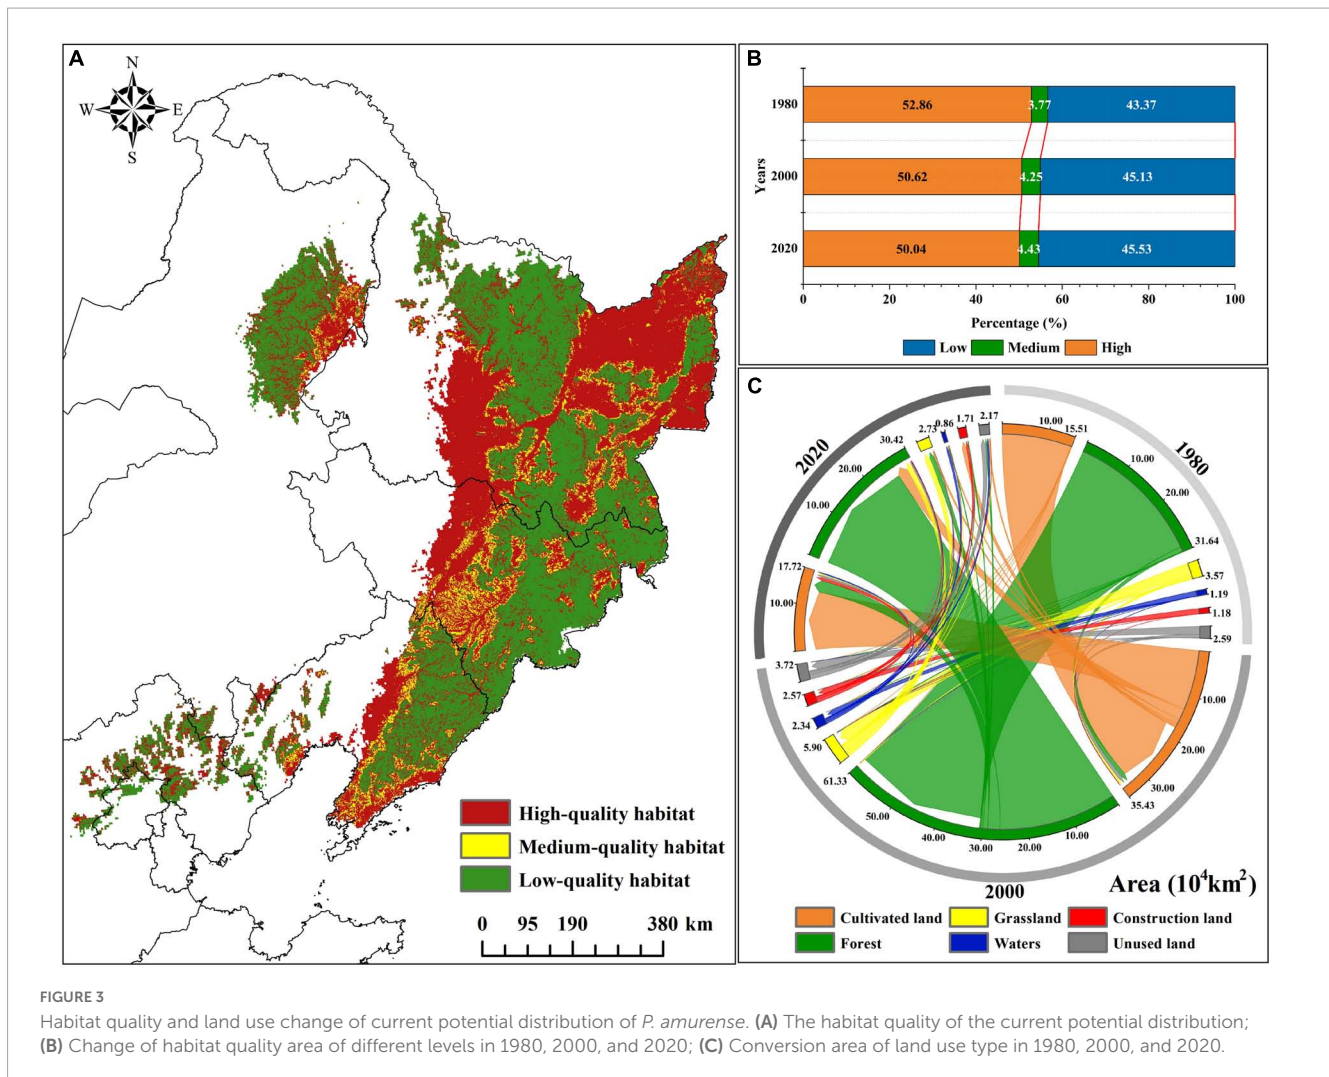 A
N
W E
S
High-quality habitat
Medium-quality habitat
Low-quality habitat
0 95 190 380 km
B
Years
1980 52.86 3.77 43.37
2000 50.62 4.25 45.13
2020 50.04 4.43 45.53
0 20 40 60 80 100
Percentage (%)
Low Medium High
C
2020
1980
2000
10.00 15.51
10.00
20.00
31.64
3.57
1.19
1.18
2.59
10.00
20.00
30.00
35.43
10.00
20.00
30.00
40.00
50.00
61.33
5.90
2.34
2.57
3.72
10.00
17.72
10.00
20.00
30.42
2.73
0.86
1.71
2.17
Area (10⁴km²)
Cultivated land Grassland Construction land
Forest Waters Unused land
FIGURE 3
Habitat quality and land use change of current potential distribution of P. amurense. (A) The habitat quality of the current potential distribution;
(B) Change of habitat quality area of different levels in 1980, 2000, and 2020; (C) Conversion area of land use type in 1980, 2000, and 2020.